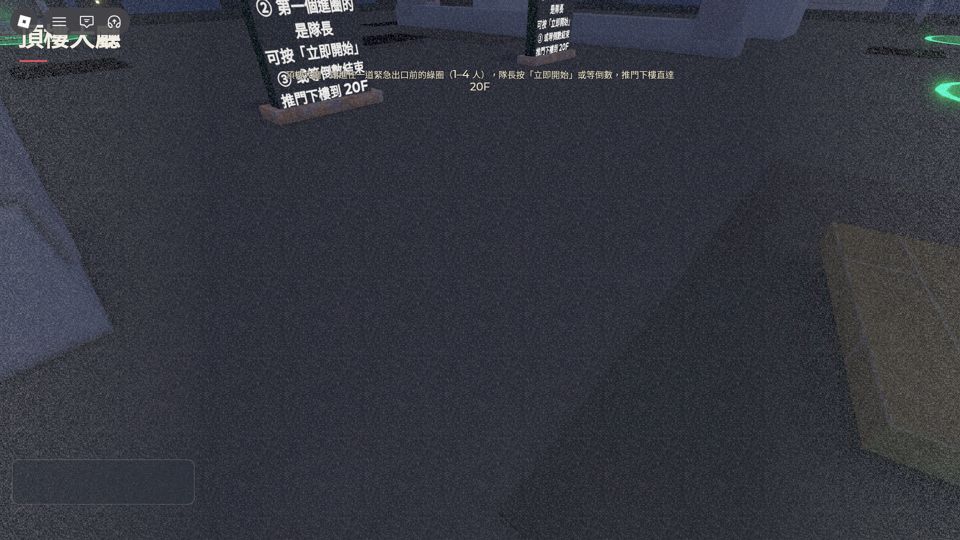 頂樓大廳
② 第一個進圈的
是隊長
可按「立即開始」
③ 或等倒數結束
推門下樓到 20F
是隊長
可按「立即開始」
③ 或等倒數結束
推門下樓到 20F
道緊急出口前的綠圈（1–4 人），隊長按「立即開始」或等倒數，推門下樓直達
20F